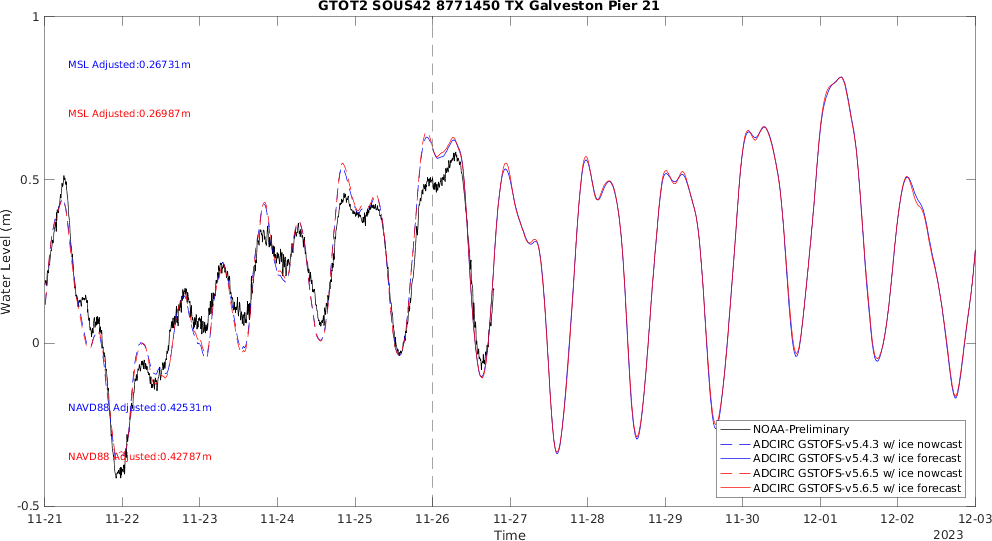 GTOT2 SOUS42 8771450 TX Galveston Pier 21
1
0.5
0
-0.5
Water Level (m)
MSL Adjusted:0.26731m
MSL Adjusted:0.26987m
NAVD88 Adjusted:0.42531m
NAVD88 Adjusted:0.42787m
NOAA-Preliminary
ADCIRC GSTOFS-v5.4.3 w/ ice nowcast
ADCIRC GSTOFS-v5.4.3 w/ ice forecast
ADCIRC GSTOFS-v5.6.5 w/ ice nowcast
ADCIRC GSTOFS-v5.6.5 w/ ice forecast
11-21 11-22 11-23 11-24 11-25 11-26 11-27 11-28 11-29 11-30 12-01 12-02 12-03
Time
2023